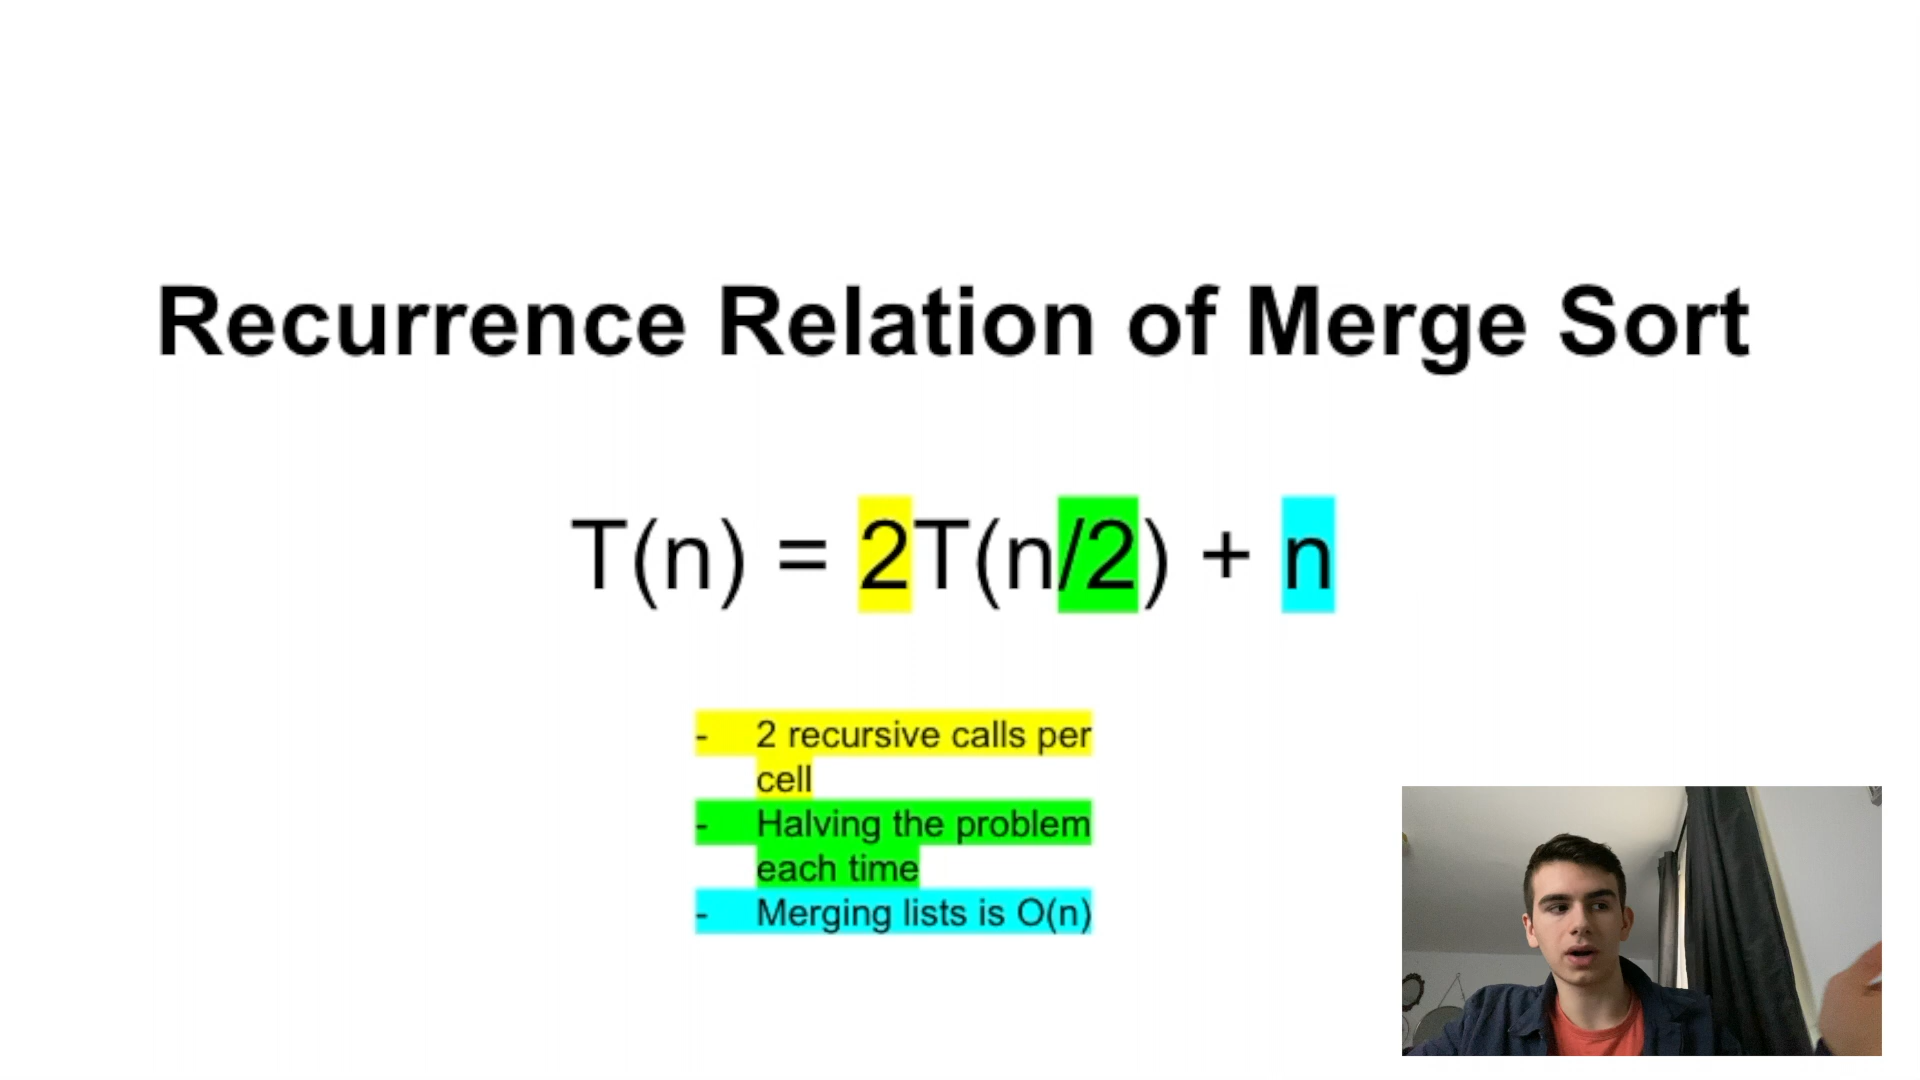 Recurrence Relation of Merge Sort
T(n) = 2T(n/2) + n
- 2 recursive calls per
cell
- Halving the problem
each time
- Merging lists is O(n)